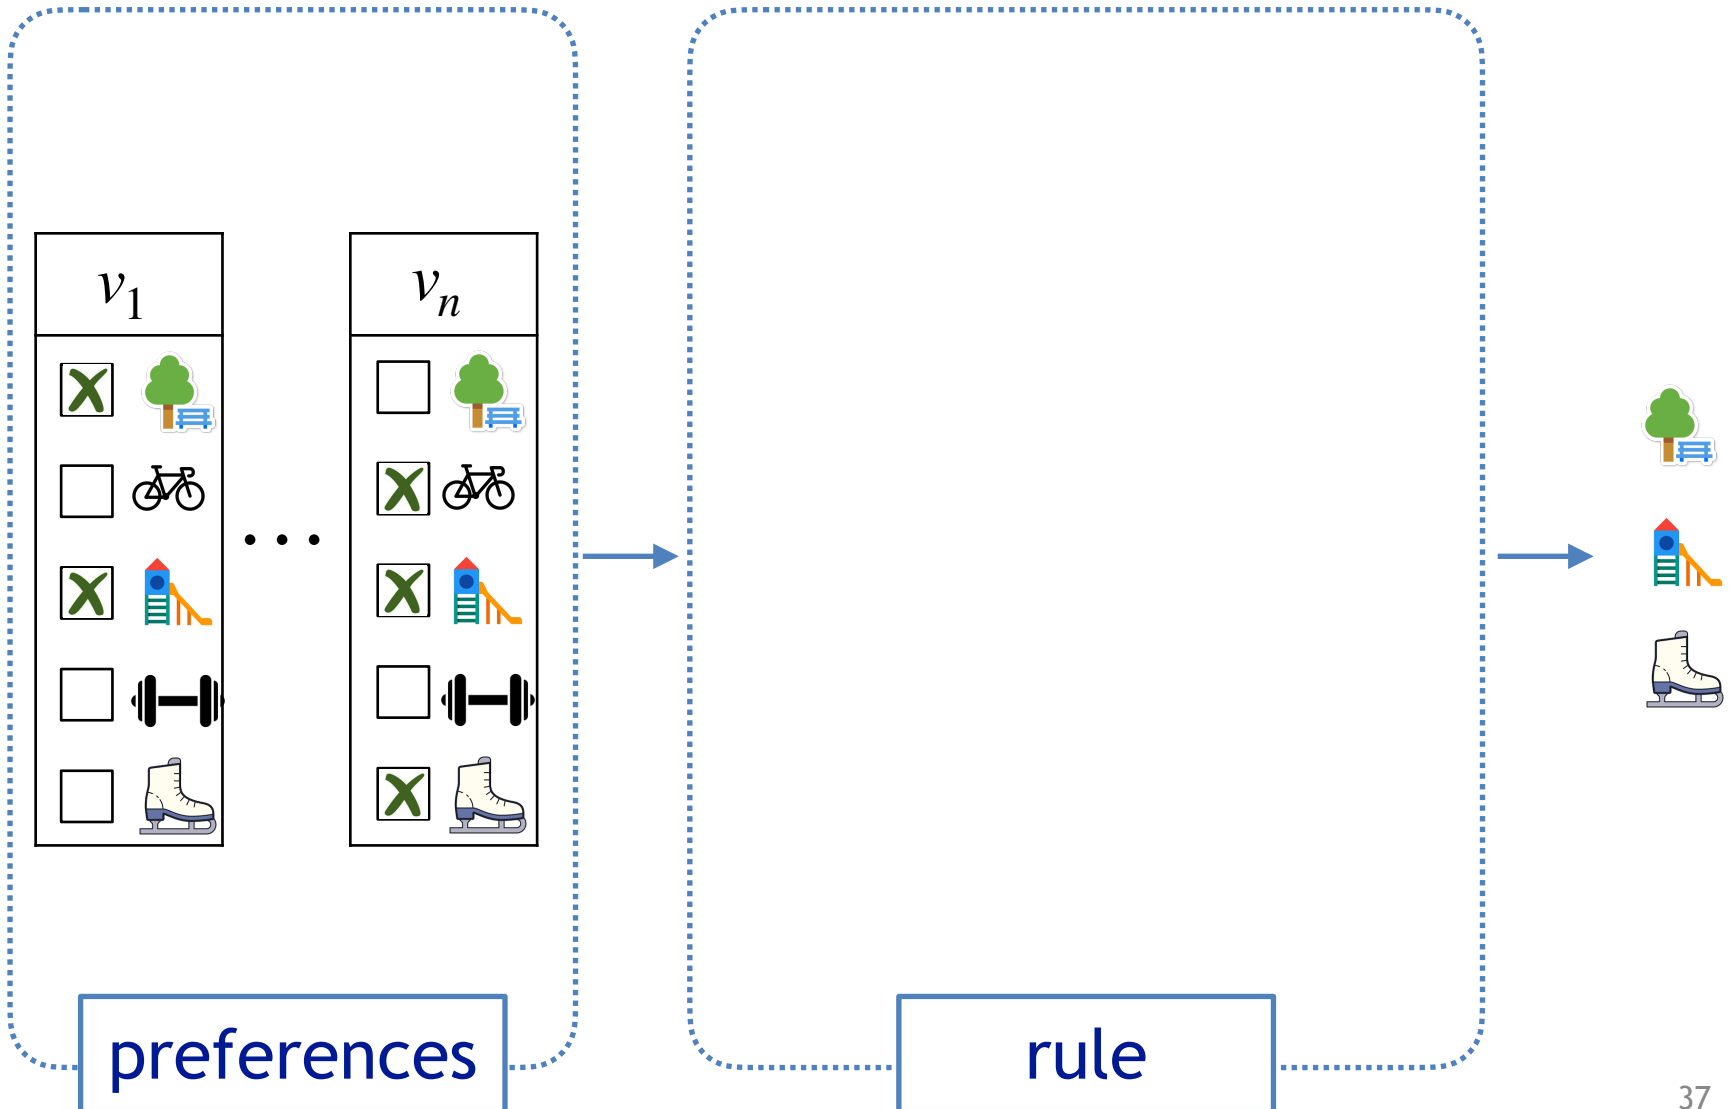 v₁
vₙ
. . .
preferences
rule
37